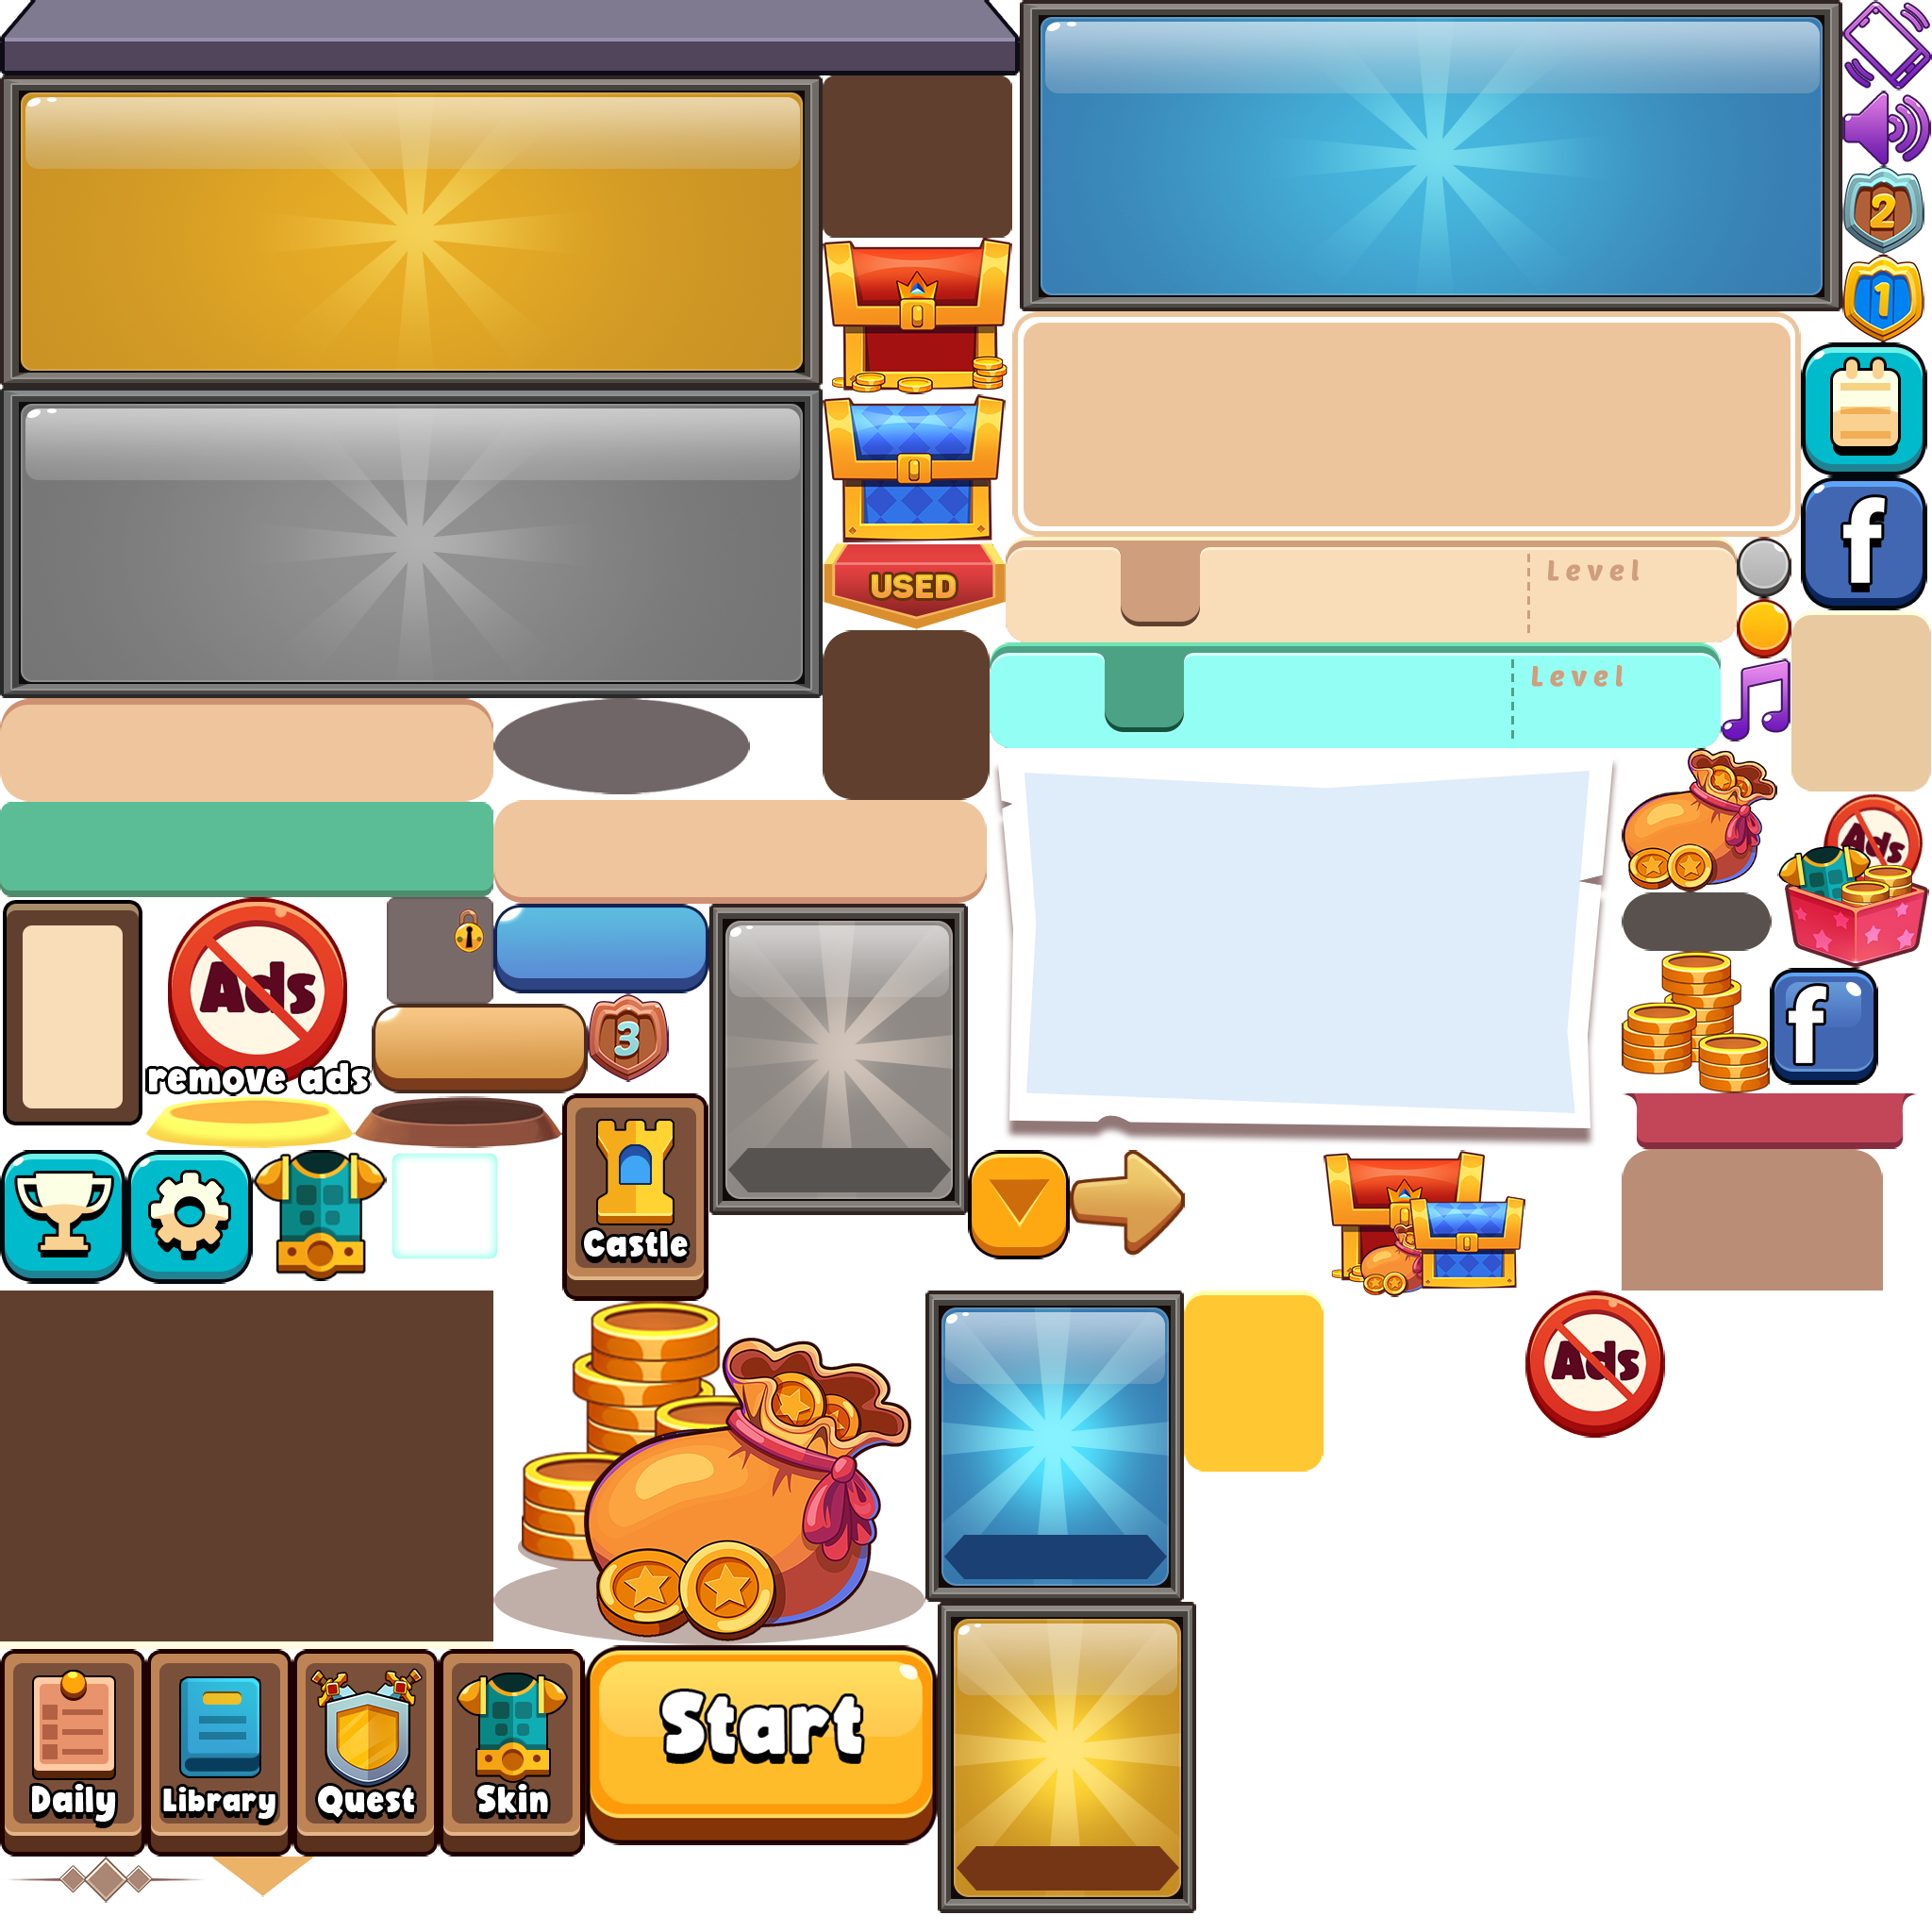 2
1
USED
Level
Level
Ads
Ads
remove ads
3
f
f
Castle
Ads
Daily
Library
Quest
Skin
Start